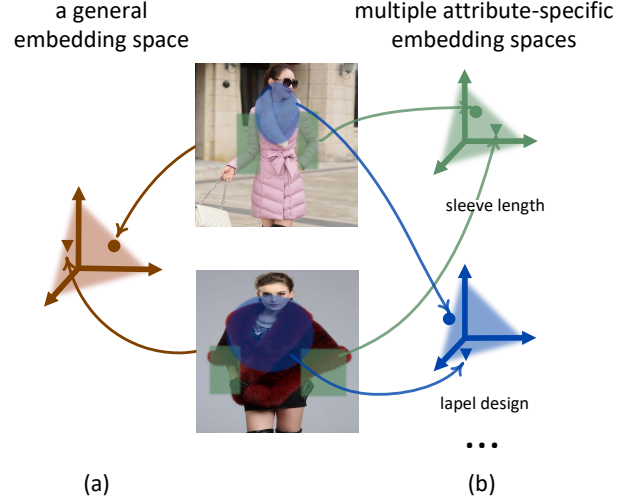 a general
embedding space
multiple attribute-specific
embedding spaces
sleeve length
lapel design
...
(a)
(b)